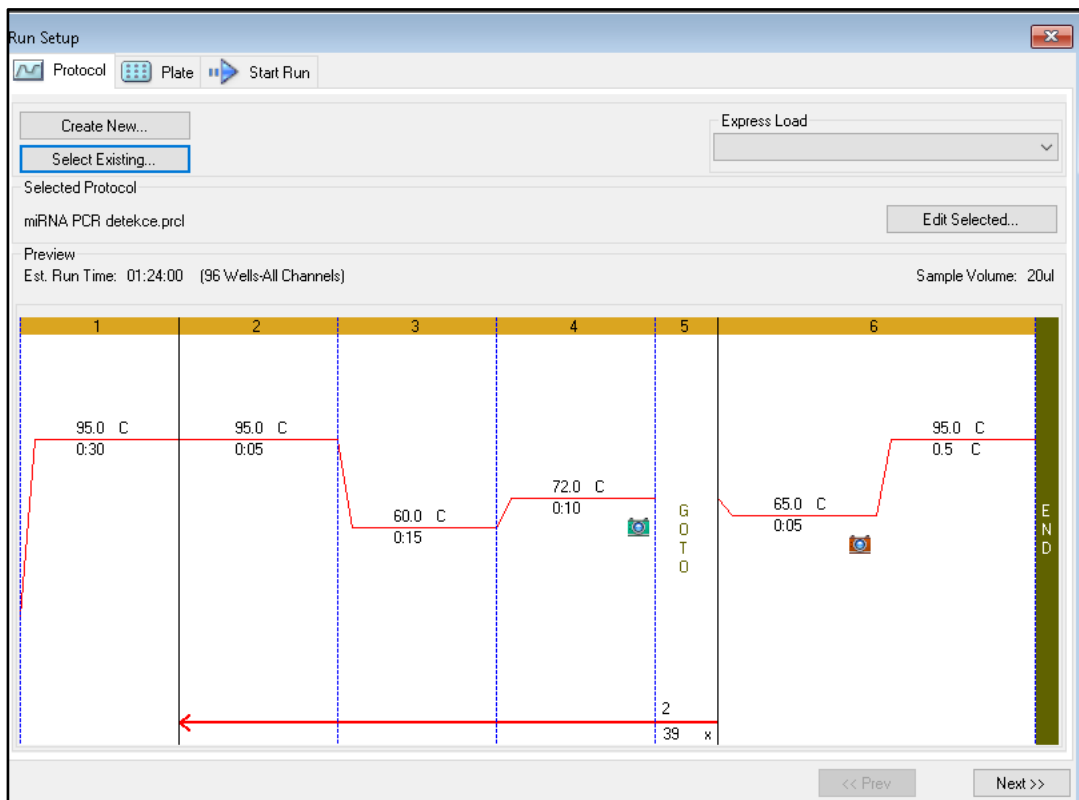 Run Setup
Protocol
Plate
Start Run
Create New...
Select Existing...
Express Load
Selected Protocol
miRNA PCR detekce.prcl
Edit Selected...
Preview
Est. Run Time: 01:24:00 (96 Wells-All Channels)
Sample Volume: 20ul
1 2 3 4 5 6
95.0 C
0:30
95.0 C
0:05
60.0 C
0:15
72.0 C
0:10
GOTO
65.0 C
0:05
95.0 C
0.5 C
END
2
39 x
<< Prev
Next >>